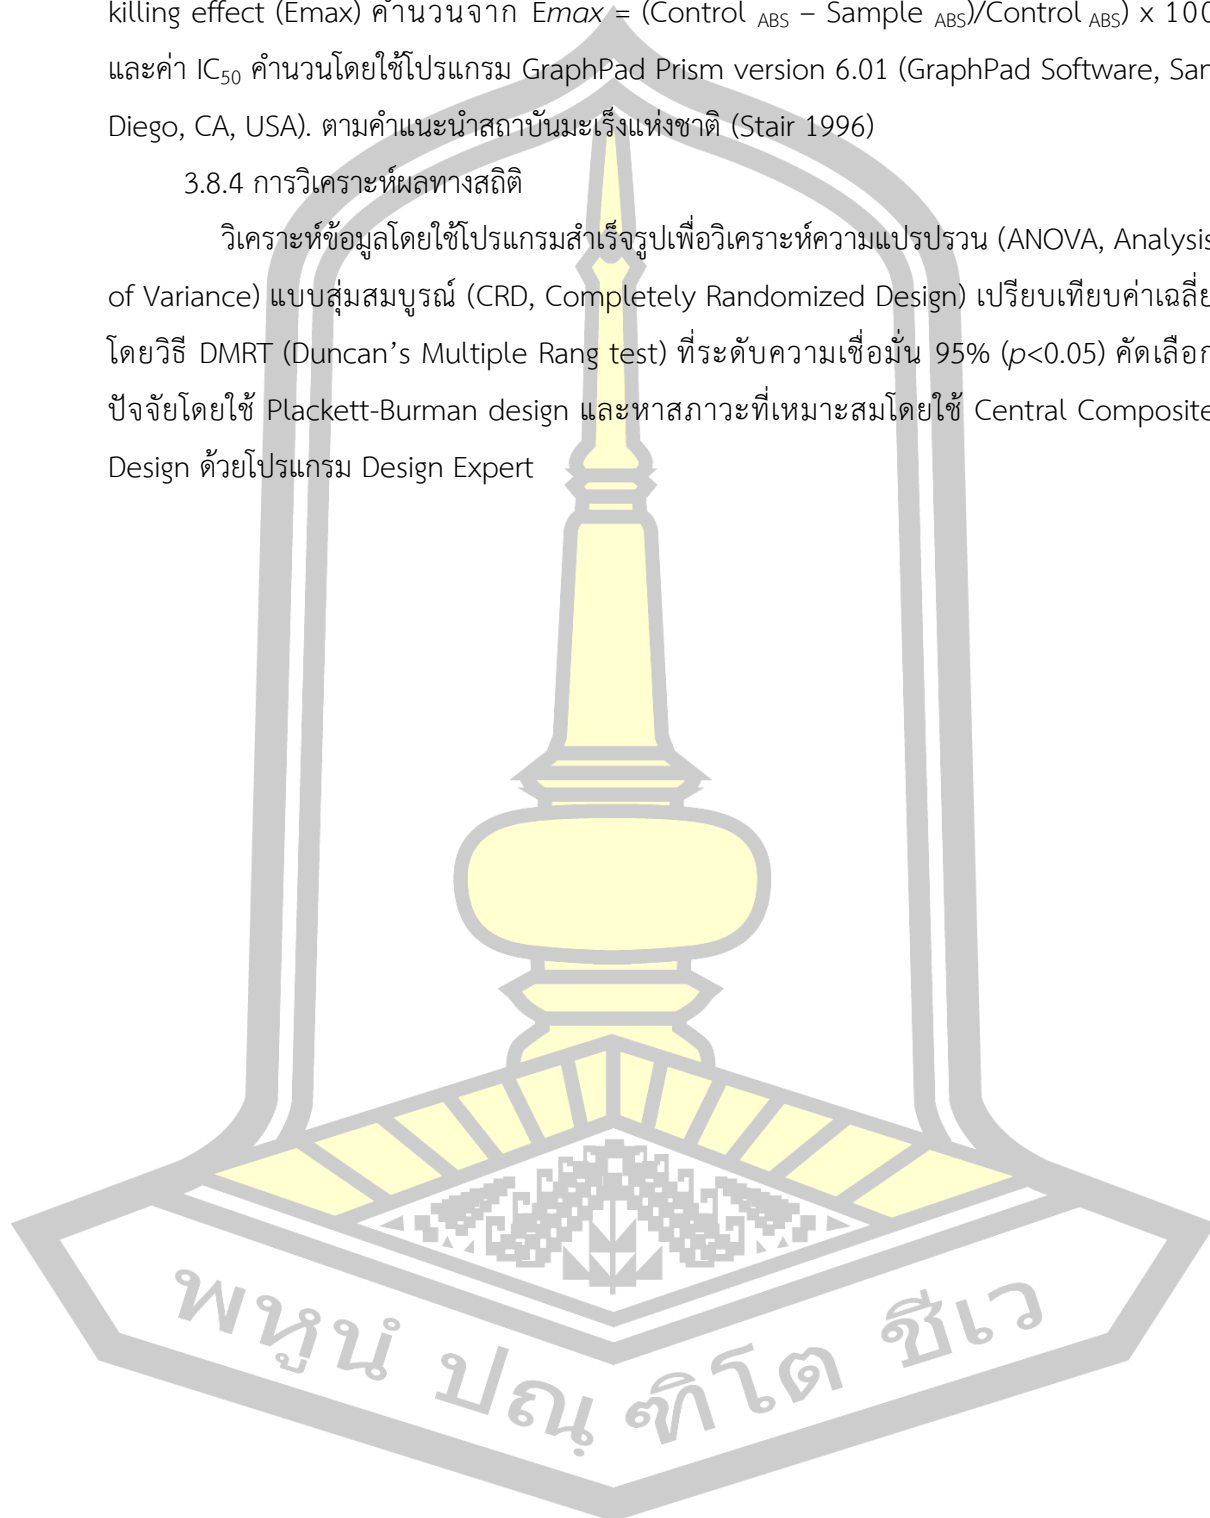 killing effect (Emax) คำนวนจาก Emax = (Control ABS – Sample ABS)/Control ABS) x 100
และค่า IC50 คำนวนโดยใช้โปรแกรม GraphPad Prism version 6.01 (GraphPad Software, San
Diego, CA, USA). ตามคำแนะนำสถาบันมะเร็งแห่งชาติ (Stair 1996)
3.8.4 การวิเคราะห์ผลทางสถิติ
วิเคราะห์ข้อมูลโดยใช้โปรแกรมสำเร็จรูปเพื่อวิเคราะห์ความแปรปรวน (ANOVA, Analysis
of Variance) แบบสุ่มสมบูรณ์ (CRD, Completely Randomized Design) เปรียบเทียบค่าเฉลี่ย
โดยวิธี DMRT (Duncan’s Multiple Rang test) ที่ระดับความเชื่อมั่น 95% (p<0.05) คัดเลือก
ปัจจัยโดยใช้ Plackett-Burman design และหาสภาวะที่เหมาะสมโดยใช้ Central Composite
Design ด้วยโปรแกรม Design Expert
พหูนํ ปณฺฑิโต ชีเว